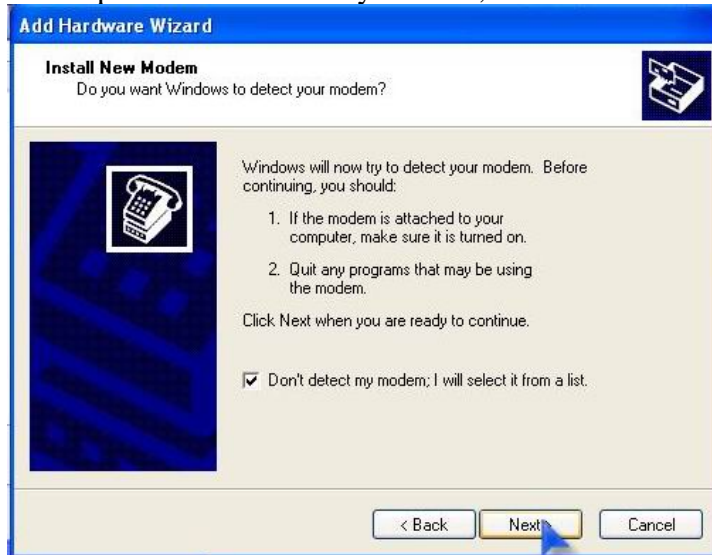 Add Hardware Wizard
Install New Modem
Do you want Windows to detect your modem?
Windows will now try to detect your modem. Before
continuing, you should:
1. If the modem is attached to your
computer, make sure it is turned on.
2. Quit any programs that may be using
the modem.
Click Next when you are ready to continue.
Don't detect my modem; I will select it from a list.
< Back Next Cancel